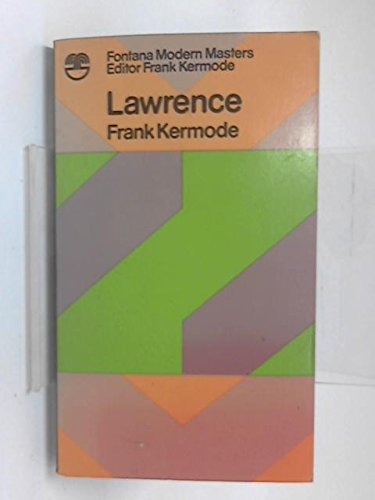 Fontana Modern Masters
Editor Frank Kermode
Lawrence
Frank Kermode